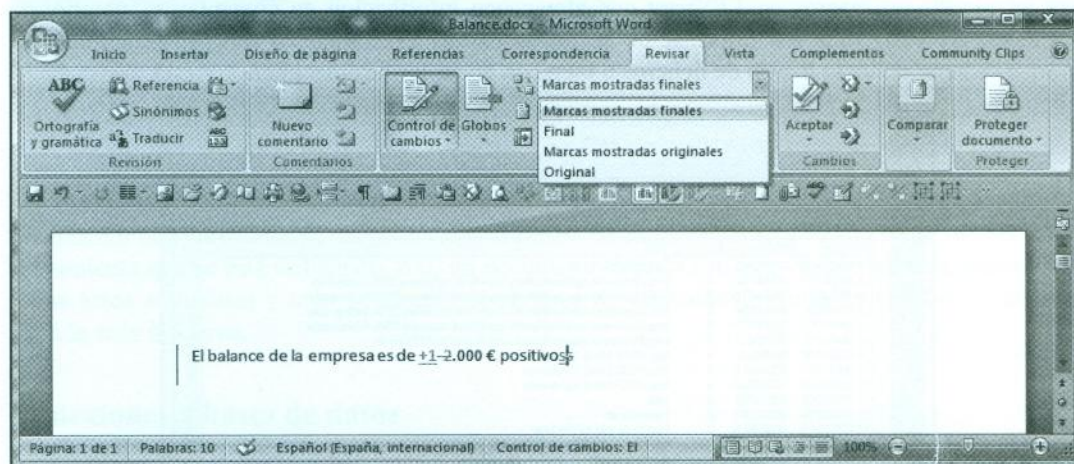 Balance.docx - Microsoft Word
Inicio Insertar Diseño de página Referencias Correspondencia Revisar Vista Complementos Community Clips
ABC Referencia
Sinónimos
Ortografía y gramática
Traducir
Revisión
Nuevo comentario
Comentarios
Control de cambios
Globos
Marcas mostradas finales
Marcas mostradas finales
Final
Marcas mostradas originales
Original
Aceptar
Cambios
Comparar
Proteger documento
Proteger
El balance de la empresa es de +1-2.000 € positivo
Página: 1 de 1 Palabras: 10 Español (España, internacional) Control de cambios: El 100%